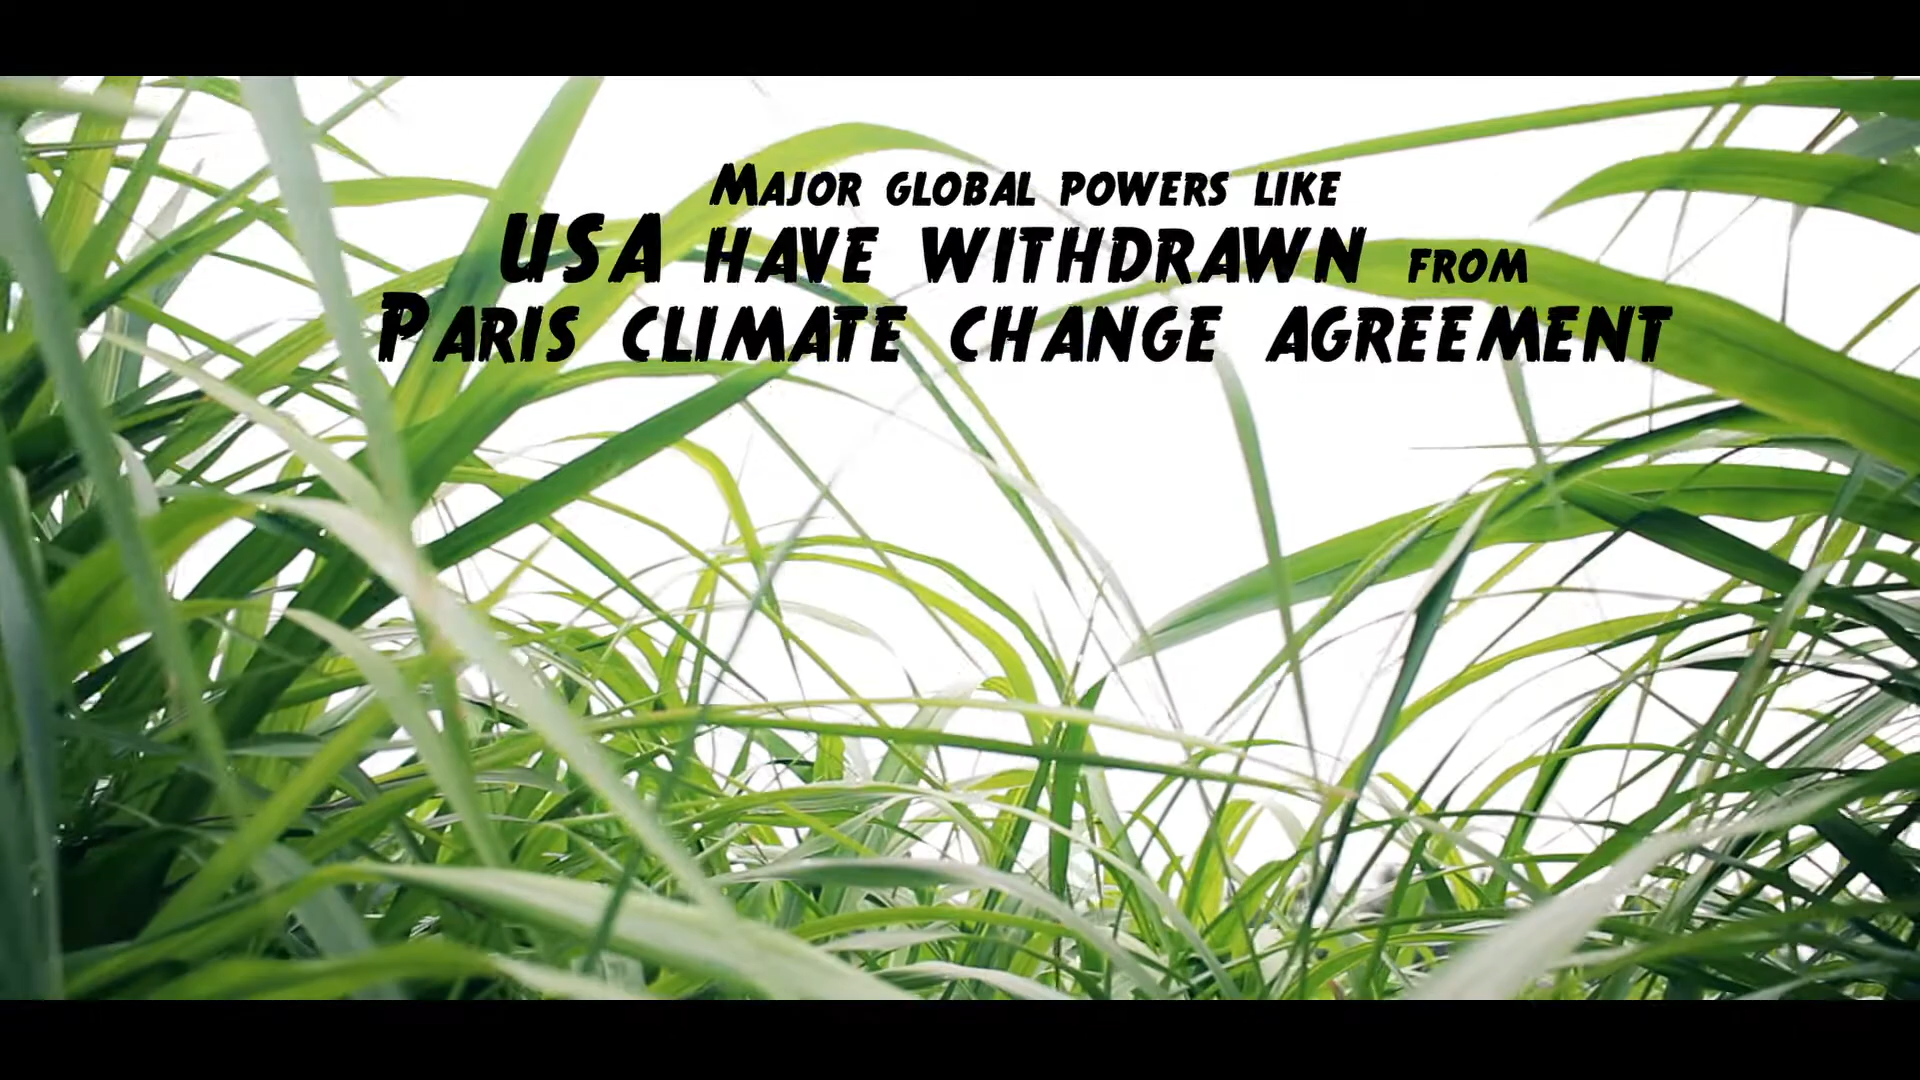 Major global powers like
USA have withdrawn from
Paris climate change agreement